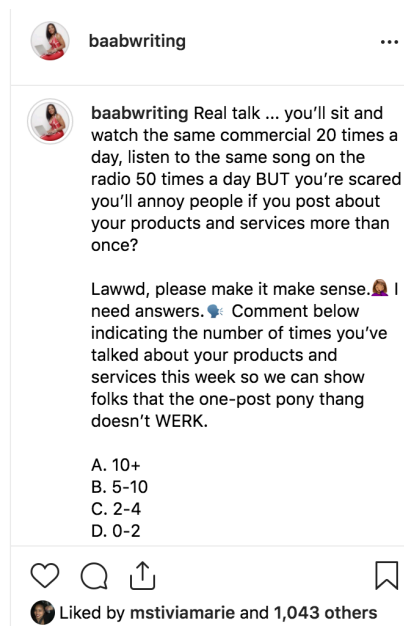 baabwriting
baabwriting Real talk ... you’ll sit and
watch the same commercial 20 times a
day, listen to the same song on the
radio 50 times a day BUT you’re scared
you’ll annoy people if you post about
your products and services more than
once?
Lawwd, please make it make sense.🤦🏾‍♀️ I
need answers.🗣 Comment below
indicating the number of times you’ve
talked about your products and
services this week so we can show
folks that the one-post pony thang
doesn’t WERK.
A. 10+
B. 5-10
C. 2-4
D. 0-2
Liked by mstiviamarie and 1,043 others